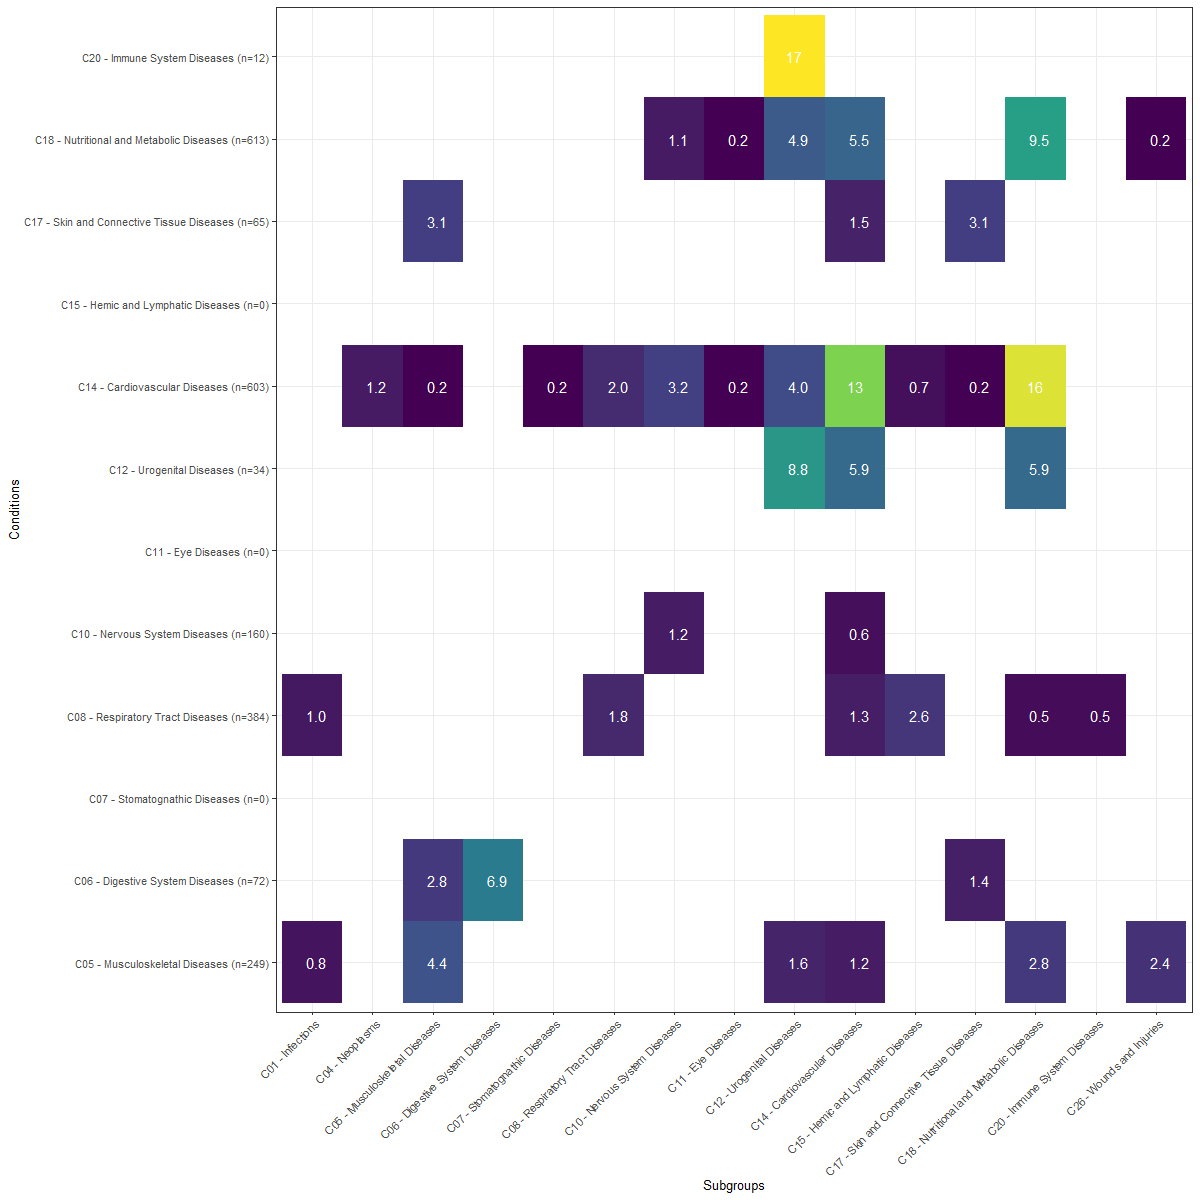 C20 - Immune System Diseases (n=12)
17
C18 - Nutritional and Metabolic Diseases (n=613)
1.1 0.2 4.9 5.5 9.5 0.2
C17 - Skin and Connective Tissue Diseases (n=65)
3.1 1.5 3.1
C15 - Hemic and Lymphatic Diseases (n=0)
C14 - Cardiovascular Diseases (n=603)
1.2 0.2 0.2 2.0 3.2 0.2 4.0 13 0.7 0.2 16
C12 - Urogenital Diseases (n=34)
8.8 5.9 5.9
C11 - Eye Diseases (n=0)
C10 - Nervous System Diseases (n=160)
1.2 0.6
C08 - Respiratory Tract Diseases (n=384)
1.0 1.8 1.3 2.6 0.5 0.5
C07 - Stomatognathic Diseases (n=0)
C06 - Digestive System Diseases (n=72)
2.8 6.9 1.4
C05 - Musculoskeletal Diseases (n=249)
0.8 4.4 1.6 1.2 2.8 2.4
Conditions
C01 - Infections
C04 - Neoplasms
C05 - Musculoskeletal Diseases
C06 - Digestive System Diseases
C07 - Stomatognathic Diseases
C08 - Respiratory Tract Diseases
C10 - Nervous System Diseases
C11 - Eye Diseases
C12 - Urogenital Diseases
C14 - Cardiovascular Diseases
C15 - Hemic and Lymphatic Diseases
C17 - Skin and Connective Tissue Diseases
C18 - Nutritional and Metabolic Diseases
C20 - Immune System Diseases
C26 - Wounds and Injuries
Subgroups